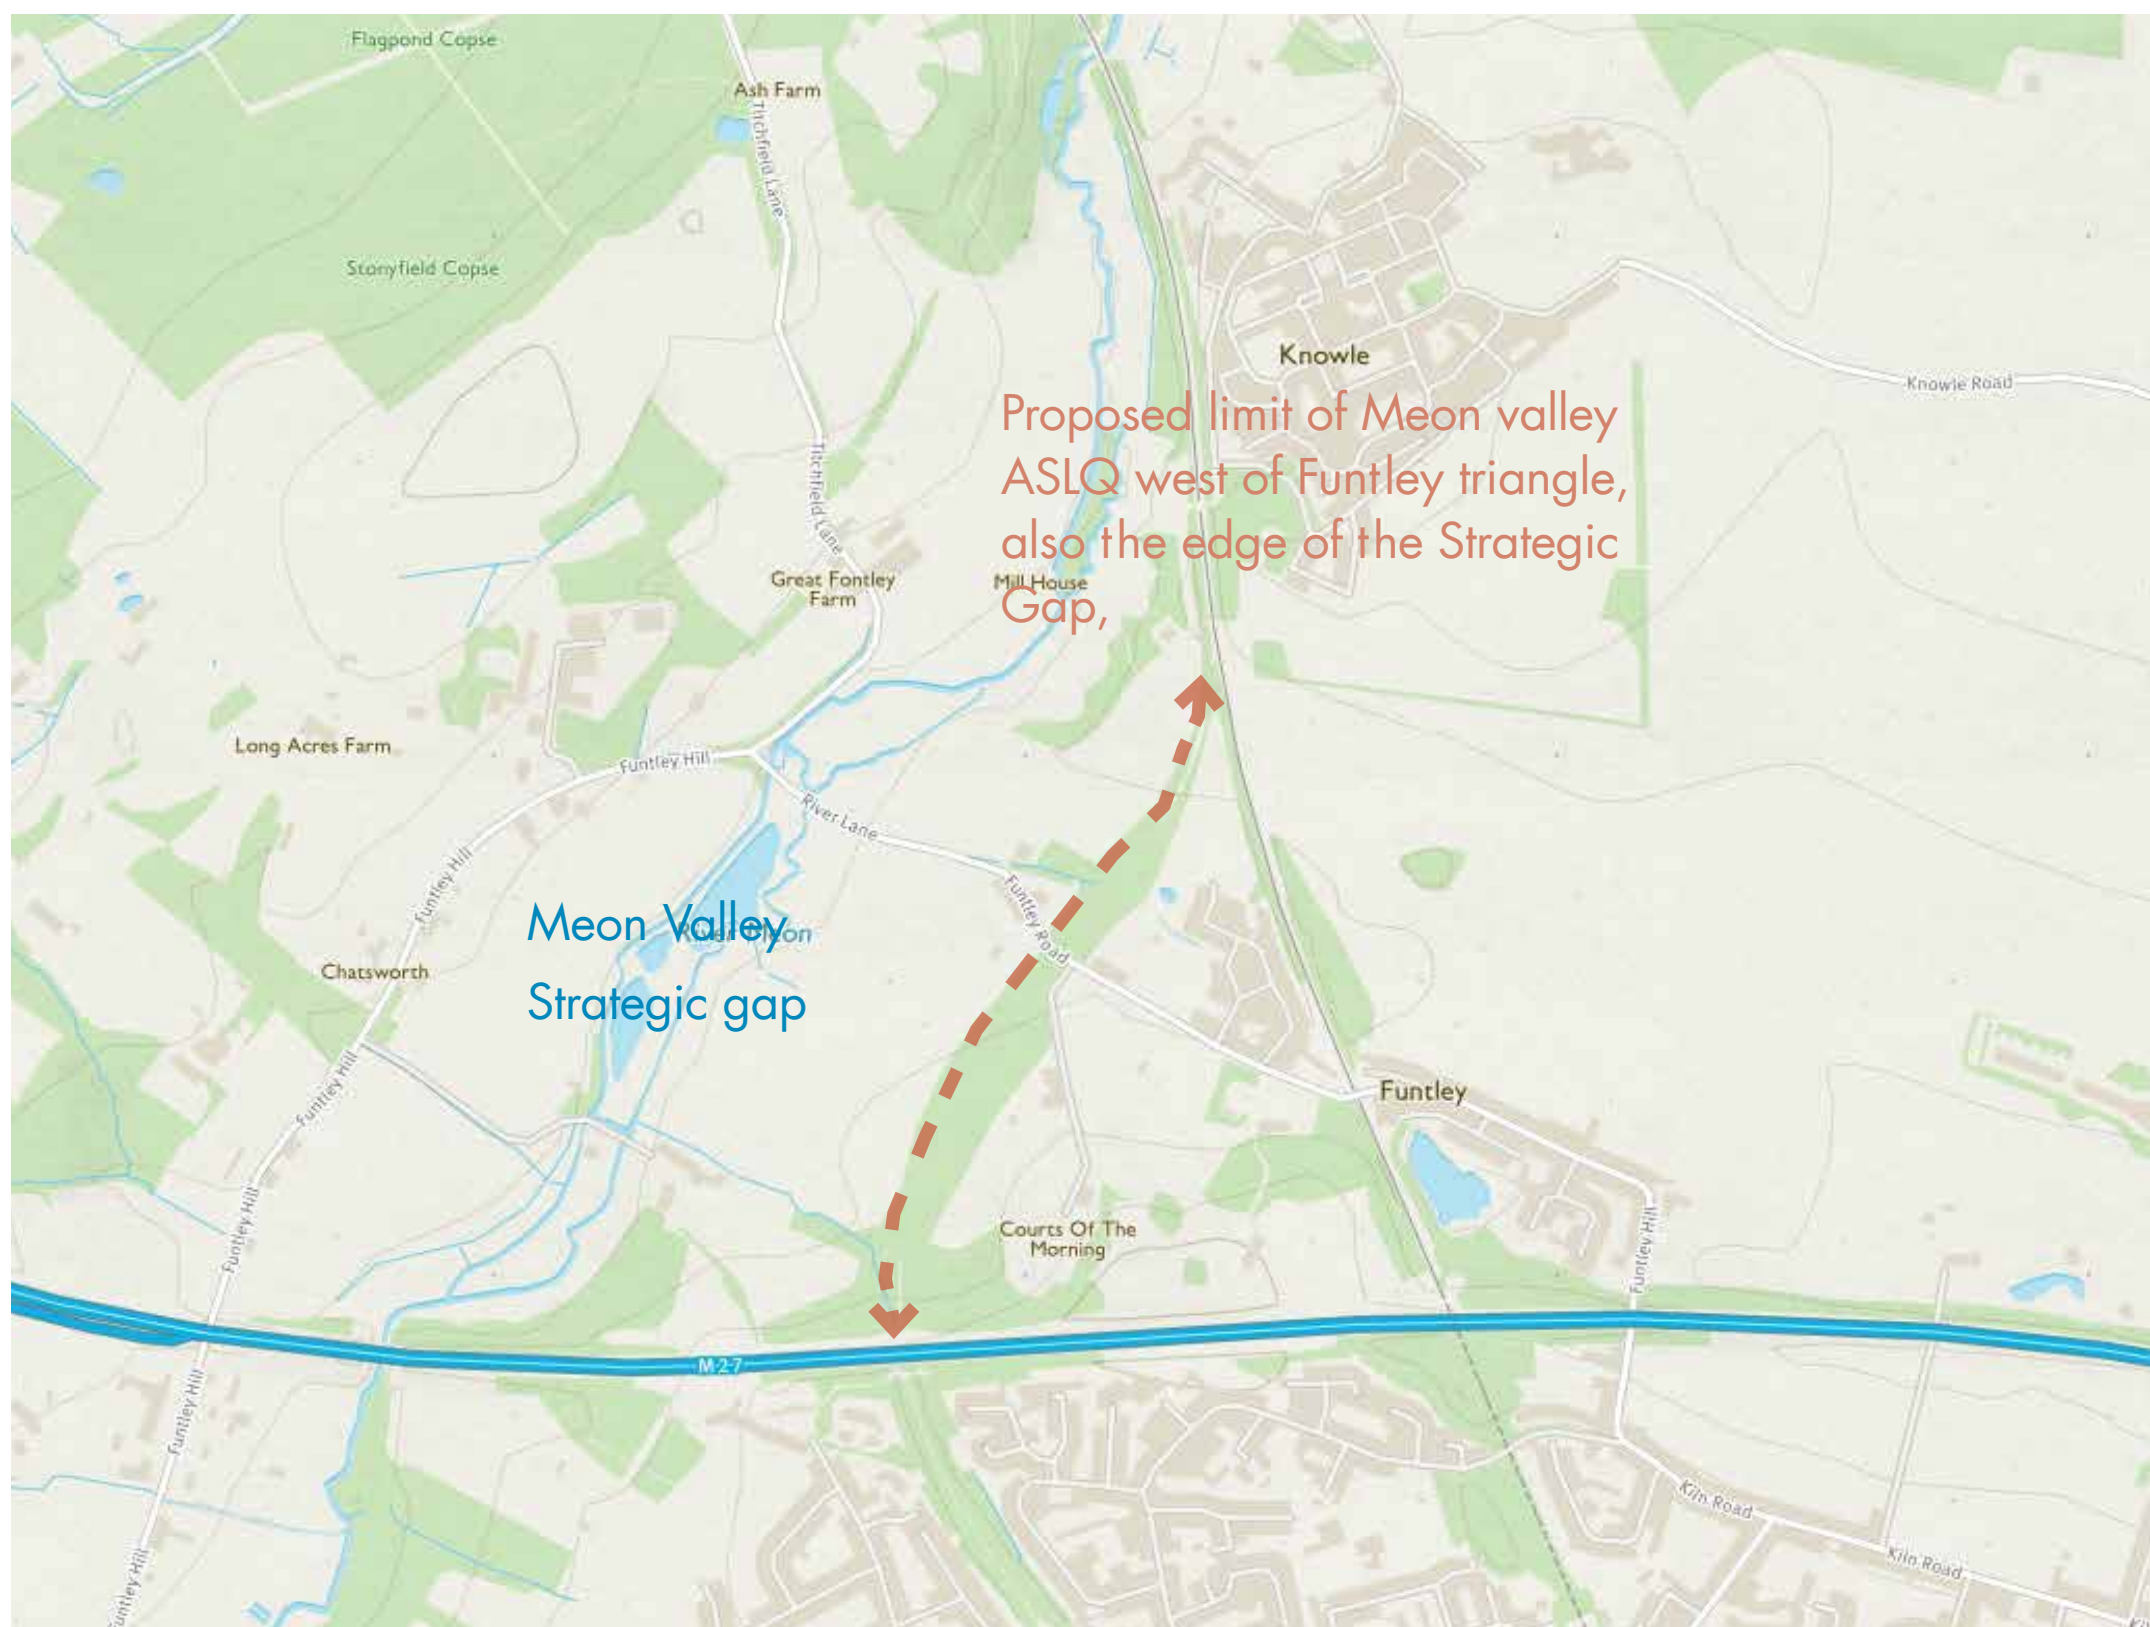 Flagpond Copse
Ash Farm
Titchfield Lane
Stonyfield Copse
Knowle
Knowle Road
Proposed limit of Meon valley
ASLQ west of Funtley triangle,
also the edge of the Strategic
Gap,
Titchfield Lane
Great Fontley
Farm
Mill House
Long Acres Farm
Funtley Hill
River Lane
Funtley Hill
Funtley Road
Meon Valley
River Meon
Strategic gap
Chatsworth
Funtley Hill
Funtley
Funtley Hill
Courts Of The
Morning
Funtley Hill
M27
Funtley Hill
Kiln Road
Kiln Road
Funtley Hill